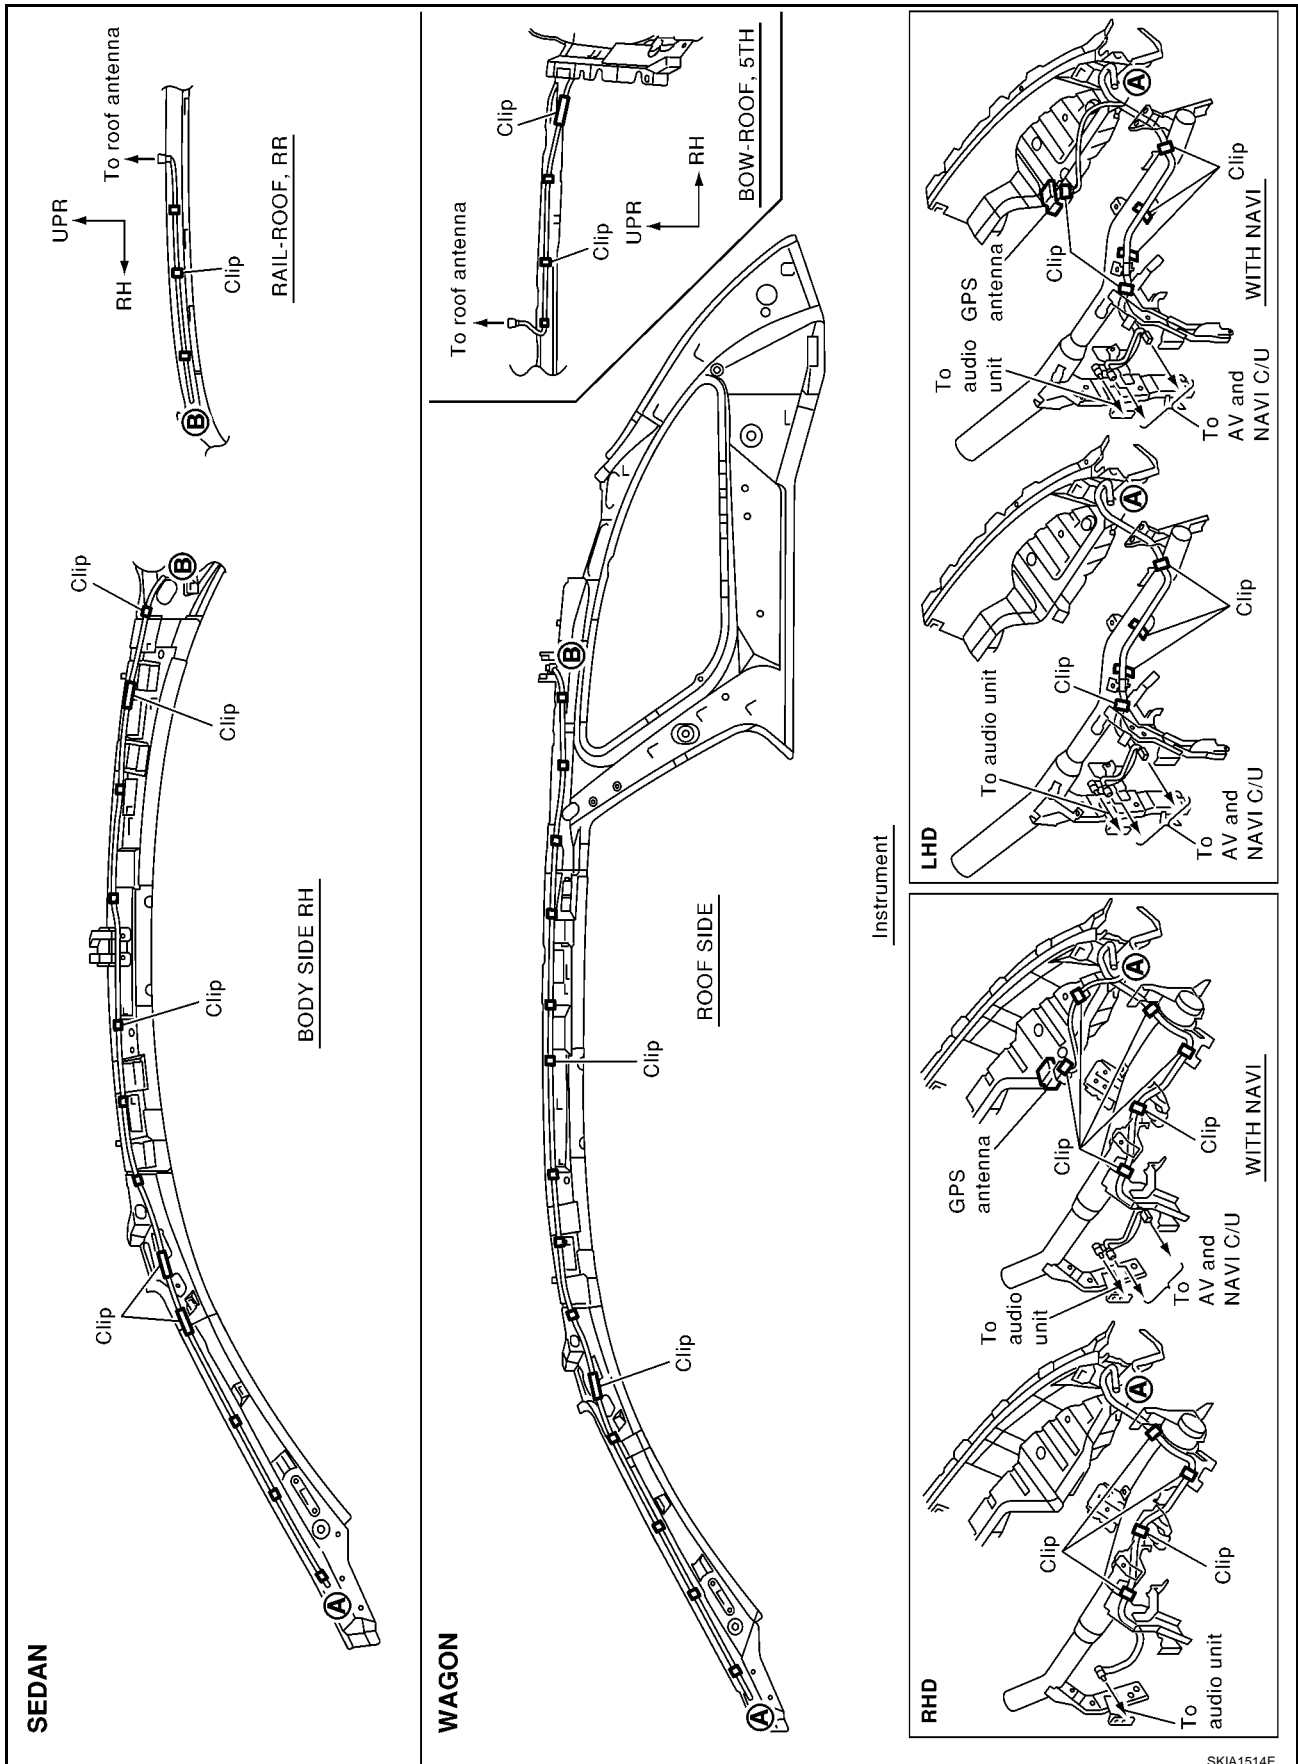 SEDAN
Clip
Clip
Clip
Clip
BODY SIDE RH
To roof antenna
UPR
RH
Clip
RAIL-ROOF, RR
WAGON
Clip
Clip
ROOF SIDE
To roof antenna
Clip
Clip
UPR
RH
BOW-ROOF, 5TH
A
B
B
A
B
Instrument
RHD
To
audio unit
Clip
Clip
A
To
audio
unit
GPS
antenna
Clip
Clip
To
AV and
NAVI C/U
A
WITH NAVI
LHD
To audio unit
Clip
Clip
To
AV and
NAVI C/U
A
To
audio
unit
GPS
antenna
Clip
Clip
To
AV and
NAVI C/U
A
WITH NAVI
SKIA1514E